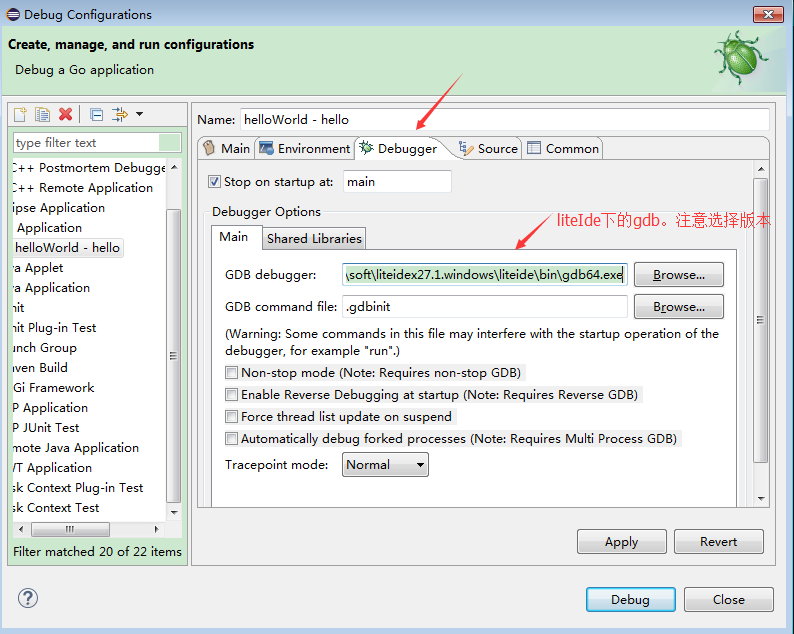 Debug Configurations
Create, manage, and run configurations
Debug a Go application
type filter text
C++ Postmortem Debugge
C++ Remote Application
ipse Application
Application
helloWorld - hello
va Applet
va Application
nit
nit Plug-in Test
unch Group
aven Build
Gi Framework
P Application
P JUnit Test
mote Java Application
VT Application
sk Context Plug-in Test
sk Context Test
Filter matched 20 of 22 items
Name: helloWorld - hello
Main Environment Debugger Source Common
Stop on startup at: main
Debugger Options
liteIde下的gdb。注意选择版本
Main Shared Libraries
GDB debugger: \soft\liteidex27.1.windows\liteide\bin\gdb64.exe Browse...
GDB command file: .gdbinit Browse...
(Warning: Some commands in this file may interfere with the startup operation of the
debugger, for example "run".)
Non-stop mode (Note: Requires non-stop GDB)
Enable Reverse Debugging at startup (Note: Requires Reverse GDB)
Force thread list update on suspend
Automatically debug forked processes (Note: Requires Multi Process GDB)
Tracepoint mode: Normal
Apply Revert
? Debug Close